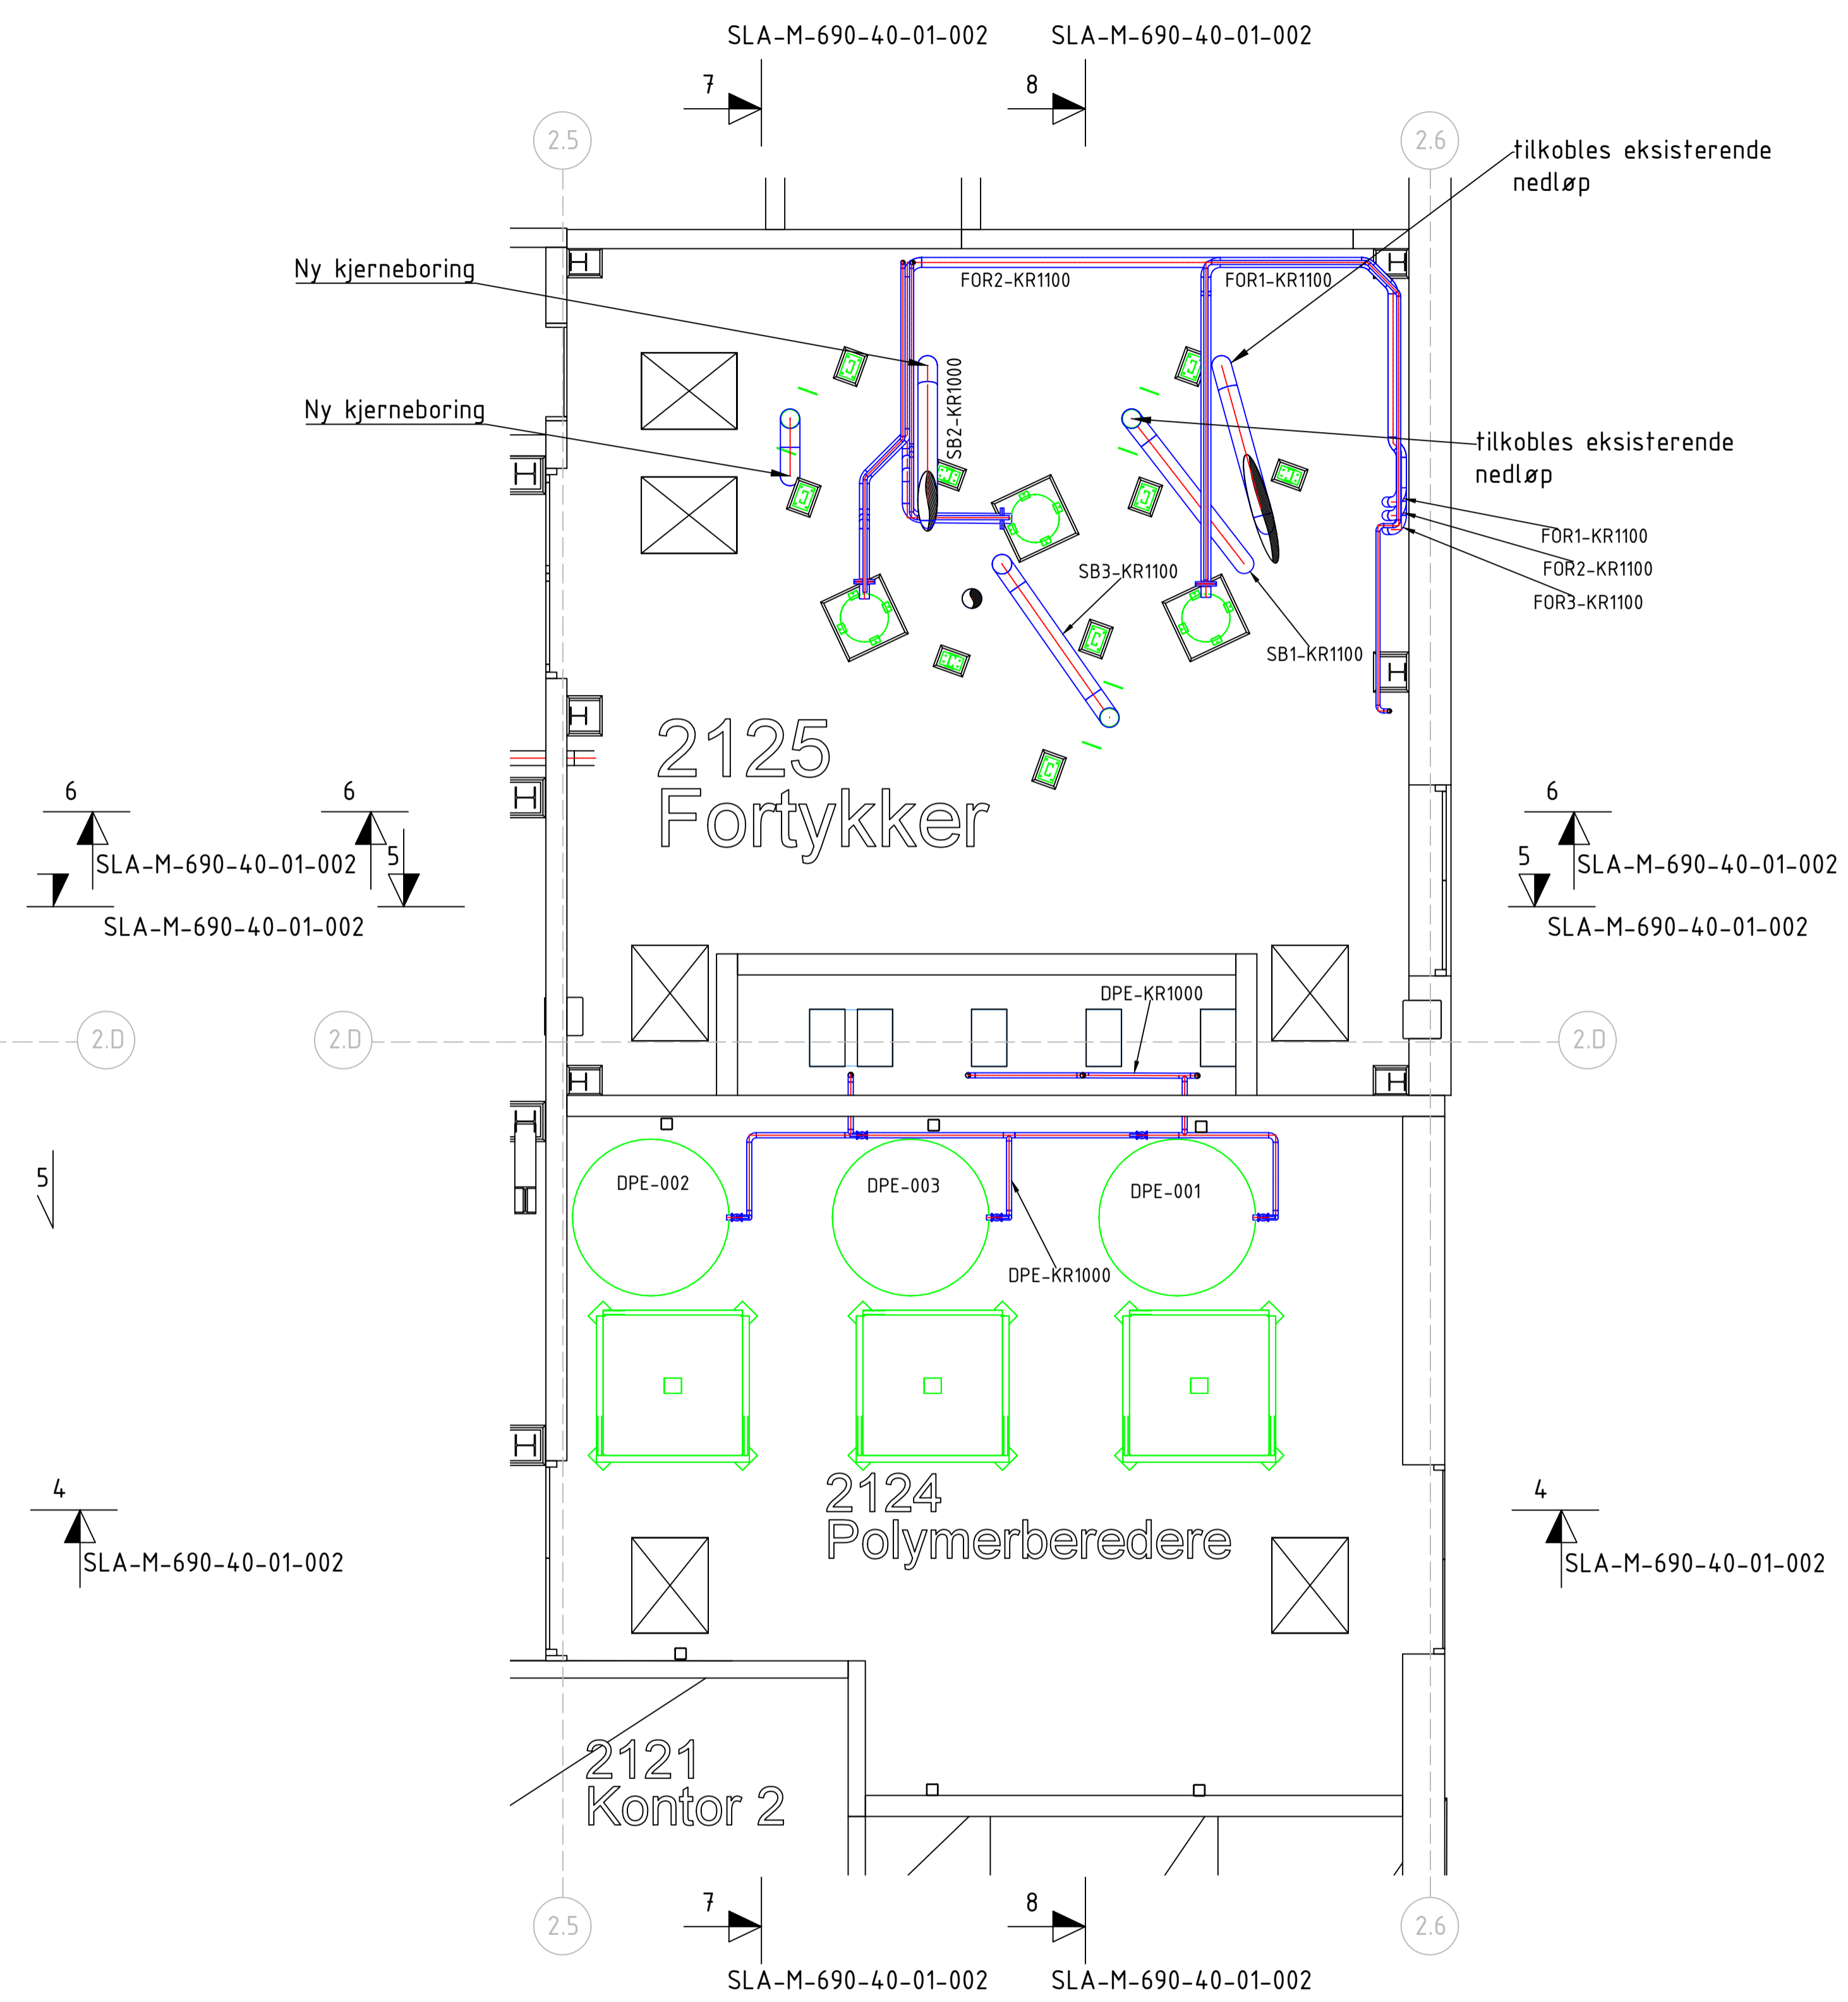 SLA-M-690-40-01-002
SLA-M-690-40-01-002
7
8
2.5
2.6
tilkobles eksisterende
nedløp
Ny kjerneboring
FOR2-KR1100
FOR1-KR1100
Ny kjerneboring
SB2-KR1000
tilkobles eksisterende
nedløp
FOR1-KR1100
FOR2-KR1100
FOR3-KR1100
SB3-KR1100
SB1-KR1100
2125
Fortykker
6
6
6
SLA-M-690-40-01-002
5
5
SLA-M-690-40-01-002
SLA-M-690-40-01-002
SLA-M-690-40-01-002
DPE-KR1000
2.D
2.D
2.D
5
DPE-002
DPE-003
DPE-001
DPE-KR1000
4
4
2124
Polymerberedere
SLA-M-690-40-01-002
SLA-M-690-40-01-002
2121
Kontor 2
7
8
2.5
2.6
SLA-M-690-40-01-002
SLA-M-690-40-01-002